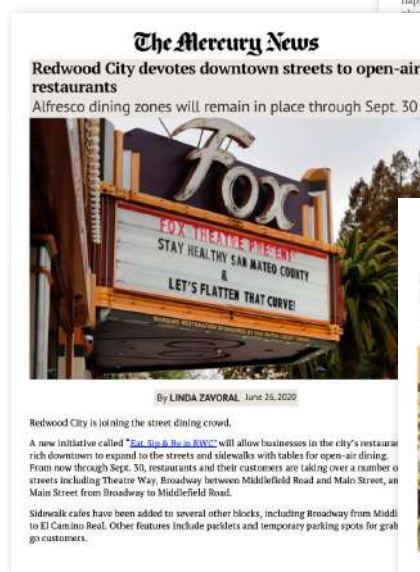 The Mercury News
Redwood City devotes downtown streets to open-air
restaurants
Alfresco dining zones will remain in place through Sept. 30
Fox
FOX THEATRE PRESENT
STAY HEALTHY SAN MATEO COUNTY
&
LET'S FLATTEN THAT CURVE!
By LINDA ZAVORAL June 26, 2020
Redwood City is joining the street dining crowd.
A new initiative called "Eat, Sip & Be in RWC" will allow businesses in the city's
rich downtown to expand to the streets and sidewalks with tables for open-air dining.
From now through Sept. 30, restaurants and their customers are taking over a number
streets including Theatre Way, Broadway between Middlefield Road and Main Street,
Main Street from Broadway to Middlefield Road.
Sidewalk cafes have been added to several other blocks, including Broadway from
to El Camino Real. Other features include parklets and temporary parking spots for
go customers.